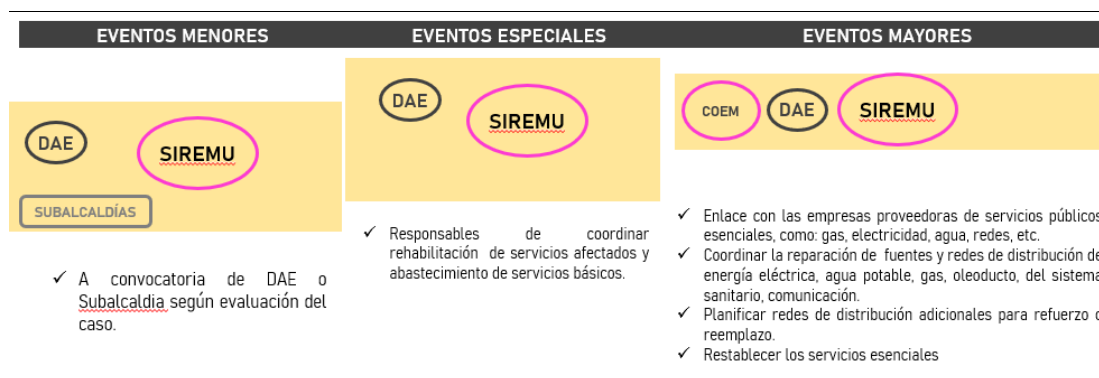 EVENTOS MENORES
DAE
SIREMU
SUBALCALDÍAS
✓ A convocatoria de DAE o
Subalcaldia según evaluación del
caso.
EVENTOS ESPECIALES
DAE
SIREMU
✓ Responsables de coordinar
rehabilitación de servicios afectados y
abastecimiento de servicios básicos.
EVENTOS MAYORES
COEM
DAE
SIREMU
✓ Enlace con las empresas proveedoras de servicios públicos
esenciales, como: gas, electricidad, agua, redes, etc.
✓ Coordinar la reparación de fuentes y redes de distribución de
energía eléctrica, agua potable, gas, oleoducto, del sistema
sanitario, comunicación.
✓ Planificar redes de distribución adicionales para refuerzo o
reemplazo.
✓ Restablecer los servicios esenciales